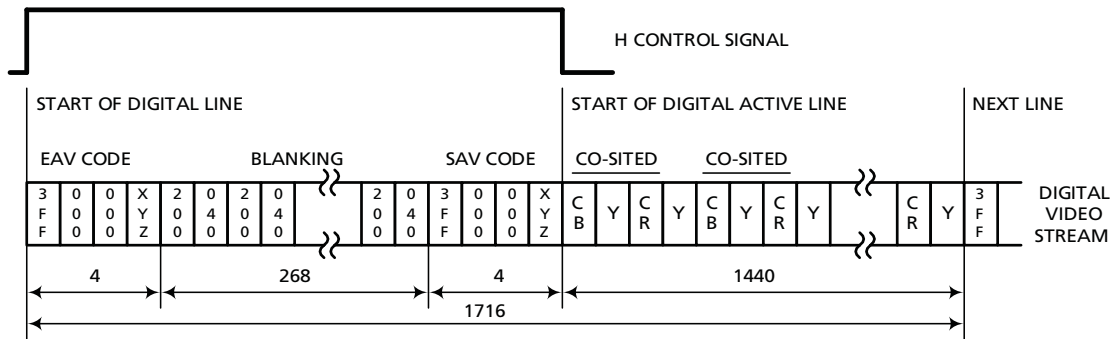 H CONTROL SIGNAL
START OF DIGITAL LINE START OF DIGITAL ACTIVE LINE NEXT LINE
EAV CODE BLANKING SAV CODE CO-SITED CO-SITED
3FF 000 000 XYZ 200 040 200 040 200 040 3FF 000 000 XYZ CB Y CR Y CB Y CR Y CR Y 3FF
DIGITAL
VIDEO
STREAM
4 268 4 1440
1716